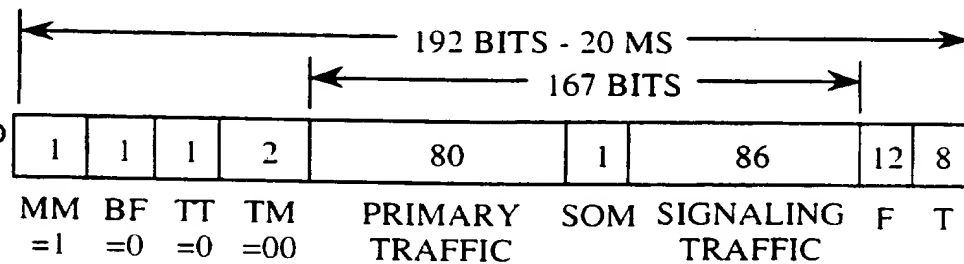 192 BITS - 20 MS
167 BITS
1 1 1 2 80 1 86 12 8
MM BF TT TM PRIMARY SOM SIGNALING F T
=1 =0 =0 =00 TRAFFIC TRAFFIC